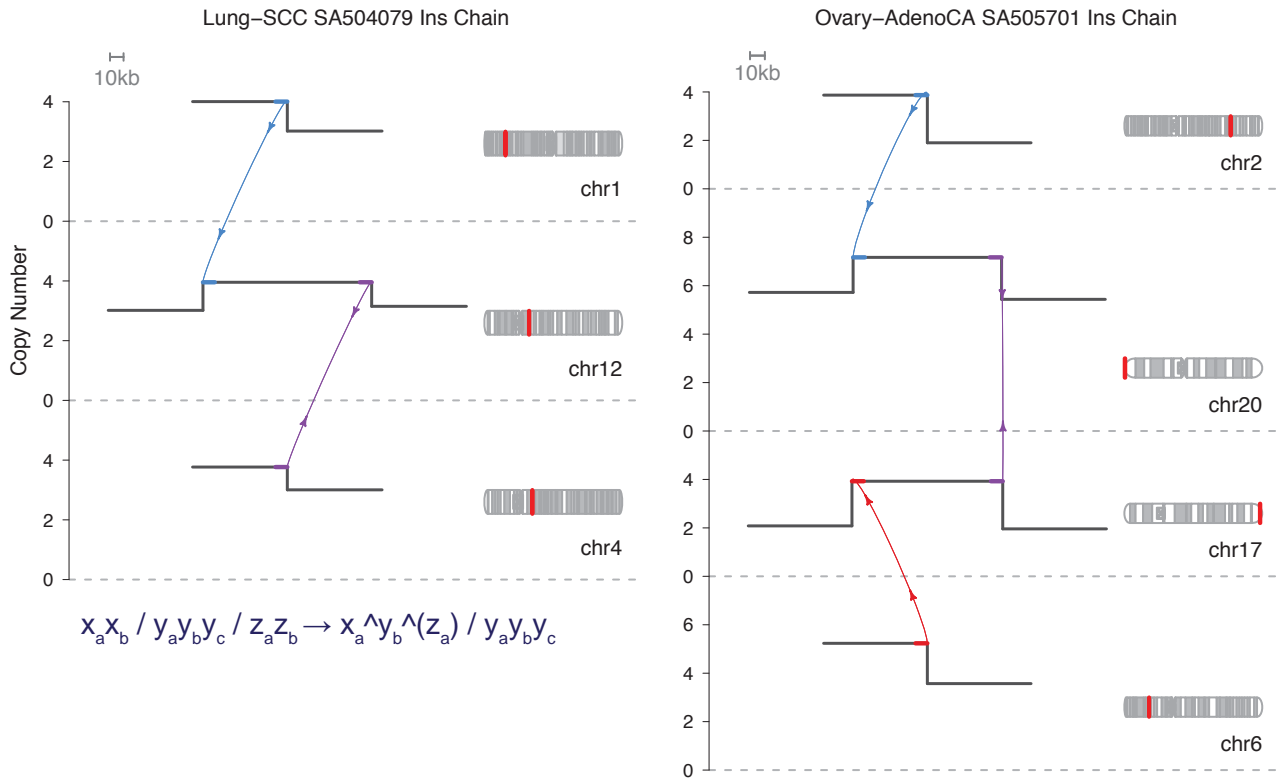 Lung−SCC SA504079 Ins Chain
10kb
Copy Number
4
2
0
chr1
4
2
0
chr12
4
2
0
chr4
xaxb / yaybyc / zazb → xa^yb^(za) / yaybyc
Ovary−AdenoCA SA505701 Ins Chain
10kb
4
2
0
chr2
8
6
4
2
0
chr20
4
2
0
chr17
6
4
2
0
chr6